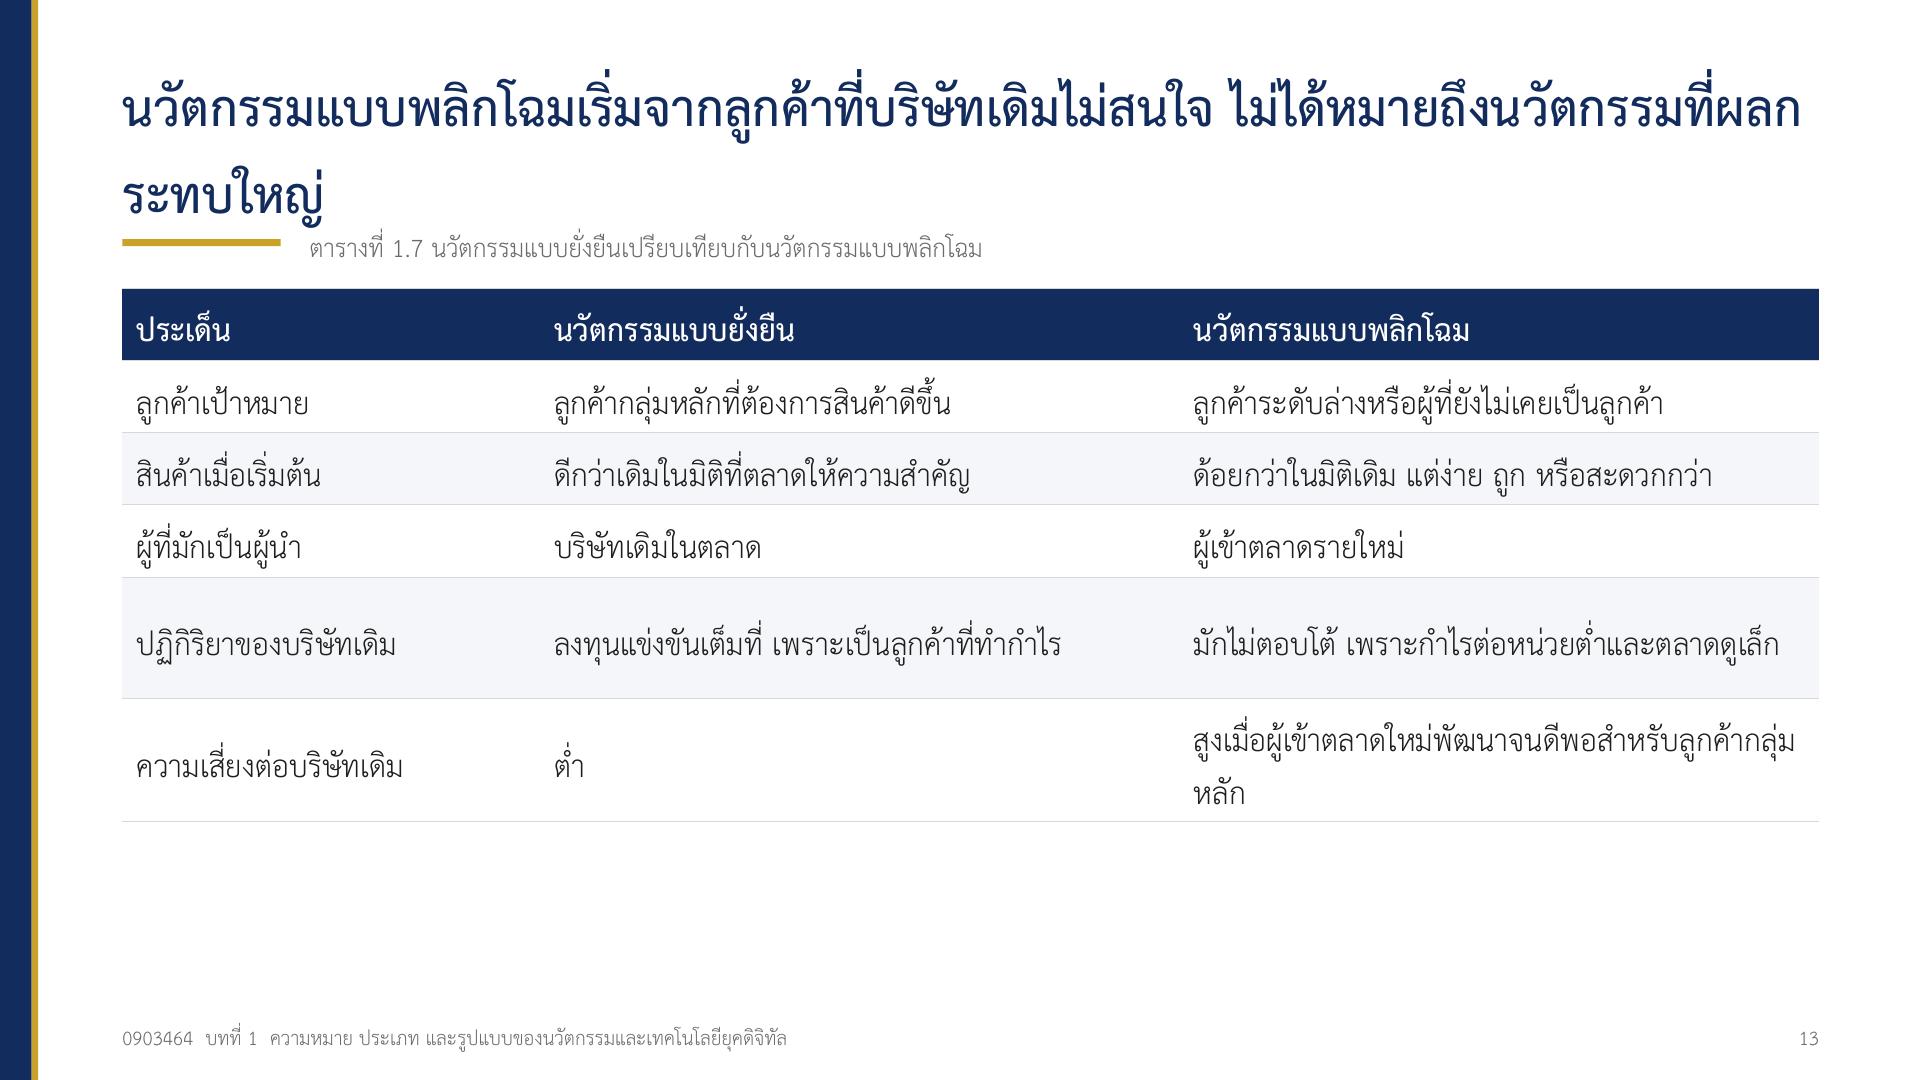 นวัตกรรมแบบพลิกโฉมเริ่มจากลูกค้าที่บริษัทเดิมไม่สนใจ ไม่ได้หมายถึงนวัตกรรมที่ผลก
ระทบใหญ่
ตารางที่ 1.7 นวัตกรรมแบบยั่งยืนเปรียบเทียบกับนวัตกรรมแบบพลิกโฉม
ประเด็น นวัตกรรมแบบยั่งยืน นวัตกรรมแบบพลิกโฉม
ลูกค้าเป้าหมาย ลูกค้ากลุ่มหลักที่ต้องการสินค้าดีขึ้น ลูกค้าระดับล่างหรือผู้ที่ยังไม่เคยเป็นลูกค้า
สินค้าเมื่อเริ่มต้น ดีกว่าเดิมในมิติที่ตลาดให้ความสำคัญ ด้อยกว่าในมิติเดิม แต่ง่าย ถูก หรือสะดวกกว่า
ผู้ที่มักเป็นผู้นำ บริษัทเดิมในตลาด ผู้เข้าตลาดรายใหม่
ปฏิกิริยาของบริษัทเดิม ลงทุนแข่งขันเต็มที่ เพราะเป็นลูกค้าที่ทำกำไร มักไม่ตอบโต้ เพราะกำไรต่อหน่วยต่ำและตลาดดูเล็ก
ความเสี่ยงต่อบริษัทเดิม ต่ำ สูงเมื่อผู้เข้าตลาดใหม่พัฒนาจนดีพอสำหรับลูกค้ากลุ่ม
หลัก
0903464 บทที่ 1 ความหมาย ประเภท และรูปแบบของนวัตกรรมและเทคโนโลยียุคดิจิทัล 13